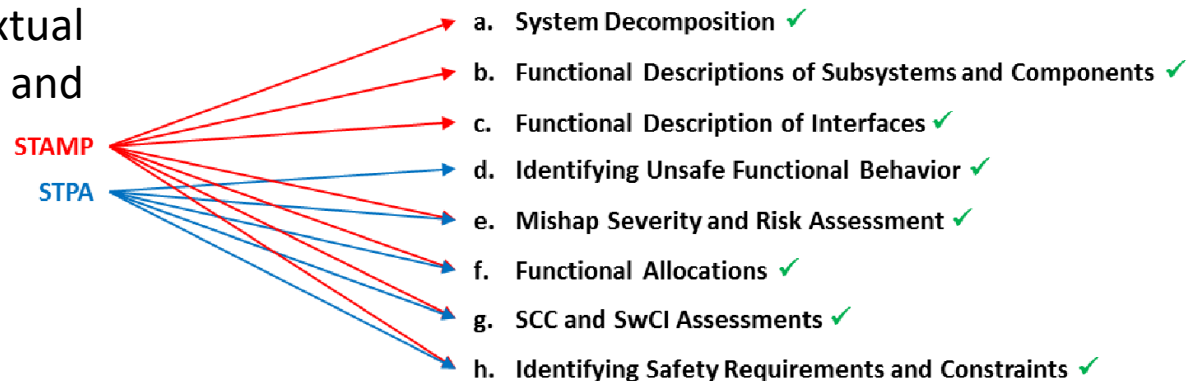 xtual
and
STAMP
STPA
a. System Decomposition ✓
b. Functional Descriptions of Subsystems and Components ✓
c. Functional Description of Interfaces ✓
d. Identifying Unsafe Functional Behavior ✓
e. Mishap Severity and Risk Assessment ✓
f. Functional Allocations ✓
g. SCC and SwCI Assessments ✓
h. Identifying Safety Requirements and Constraints ✓